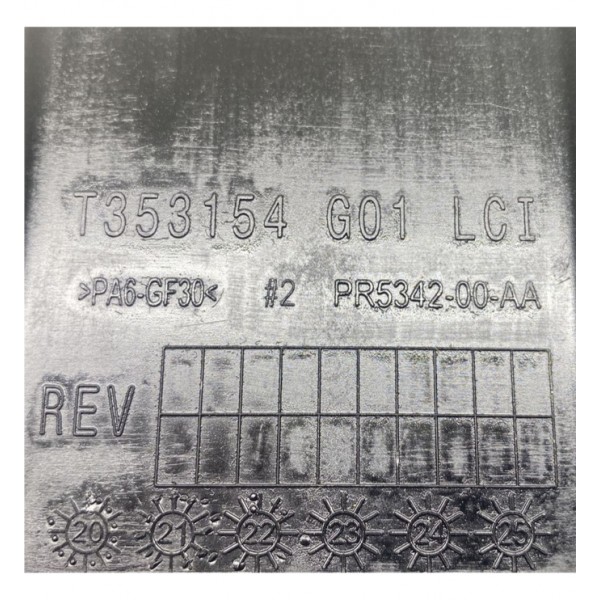 T353154 G01 LCI
>PA6-GF30< #2 PR5342-00-AA
REV
20 21 22 23 24 25